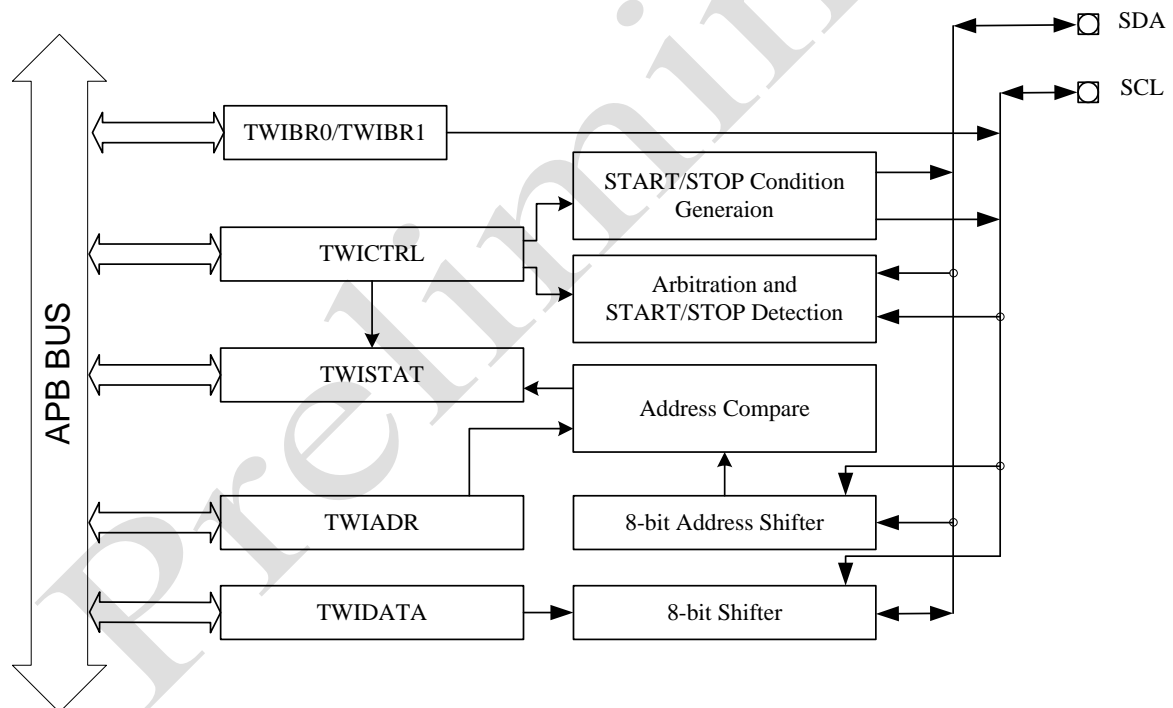 SDA
SCL
TWIBR0/TWIBR1
START/STOP Condition
Generaion
TWICTRL
Arbitration and
START/STOP Detection
TWISTAT
Address Compare
APB BUS
TWIADR
8-bit Address Shifter
TWIDATA
8-bit Shifter
Prelimin